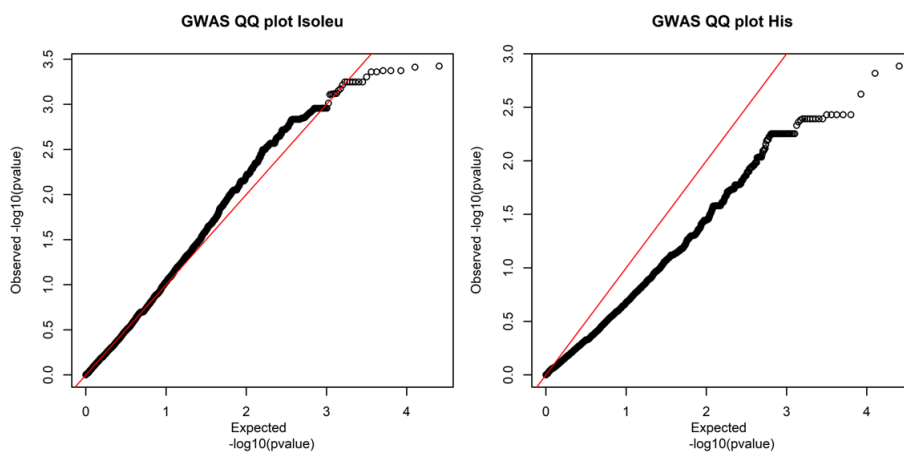 GWAS QQ plot Isoleu
Observed -log10(pvalue)
3.5
3.0
2.5
2.0
1.5
1.0
0.5
0.0
0 1 2 3 4
Expected
-log10(pvalue)
GWAS QQ plot His
Observed -log10(pvalue)
3.0
2.5
2.0
1.5
1.0
0.5
0.0
0 1 2 3 4
Expected
-log10(pvalue)